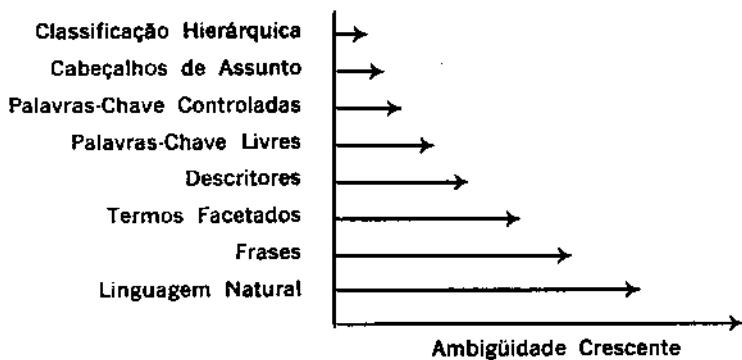 Classificação Hierárquica
Cabeçalhos de Assunto
Palavras-Chave Controladas
Palavras-Chave Livres
Descritores
Termos Facetados
Frases
Linguagem Natural
Ambigüidade Crescente